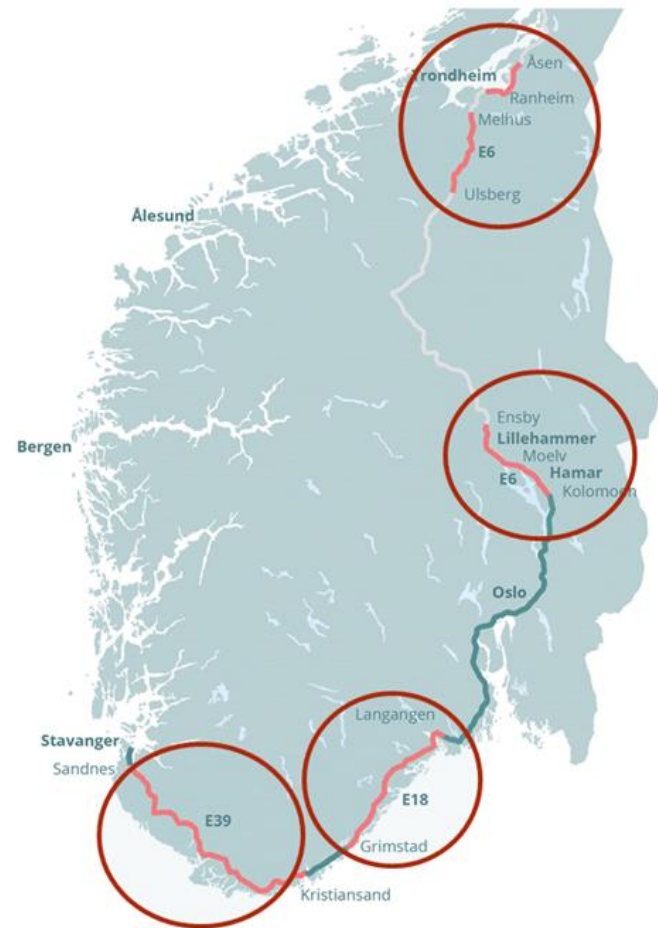 Åsen
Trondheim
Ranheim
Melhus
E6
Ulsberg
Ålesund
Ensby
Lillehammer
Moelv
Bergen
Hamar
E6
Kolomoen
Oslo
Langangen
Stavanger
Sandnes
E18
E39
Grimstad
Kristiansand